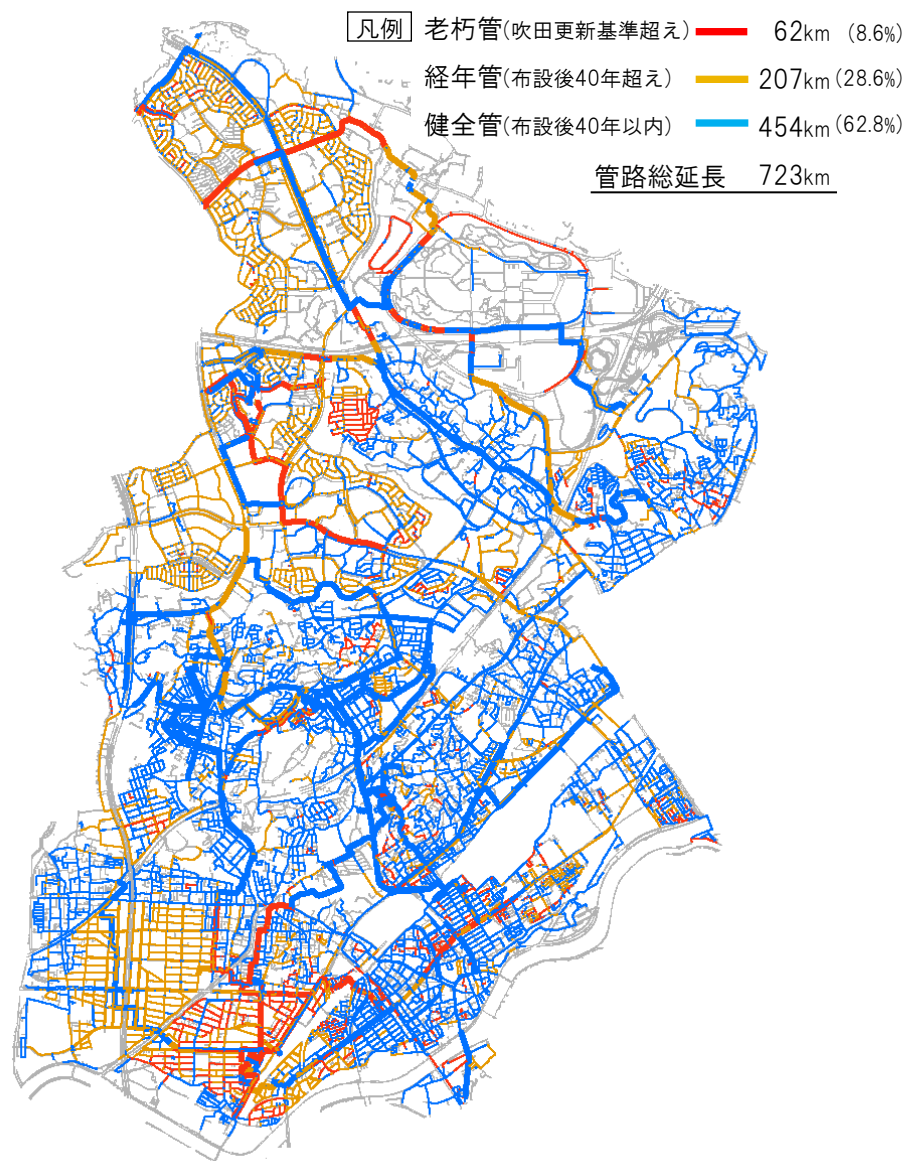 凡例 老朽管(吹田更新基準超え) 62km (8.6%)
経年管(布設後40年超え) 207km (28.6%)
健全管(布設後40年以内) 454km (62.8%)
管路総延長 723km